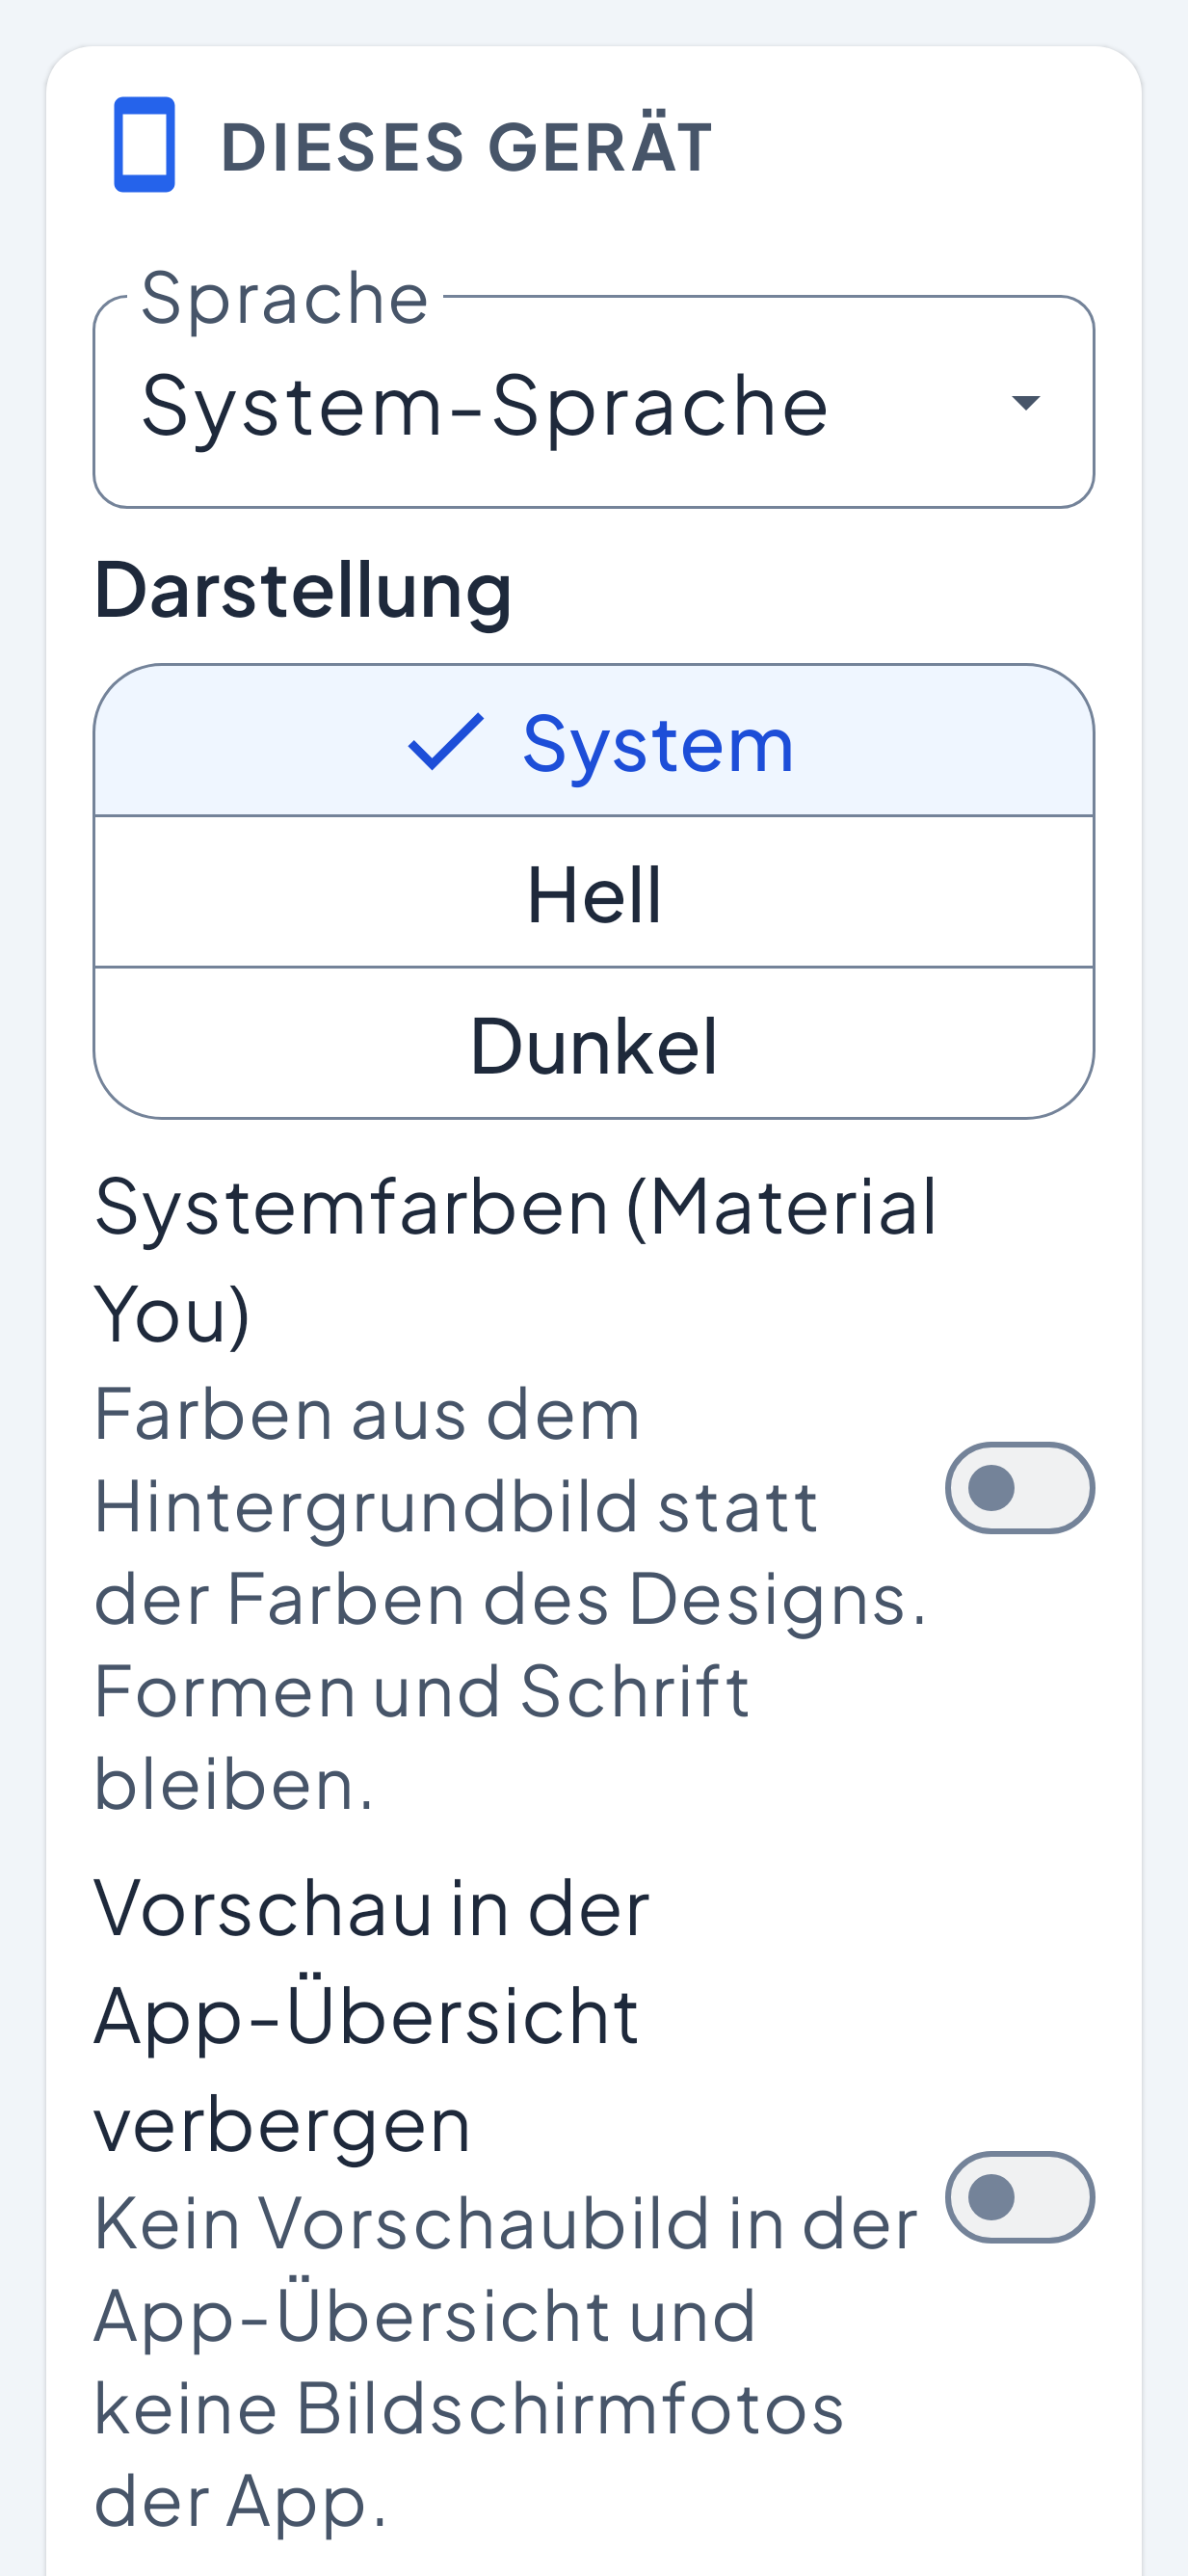 DIESES GERÄT
Sprache
System-Sprache
Darstellung
System
Hell
Dunkel
Systemfarben (Material
You)
Farben aus dem
Hintergrundbild statt
der Farben des Designs.
Formen und Schrift
bleiben.
Vorschau in der
App-Übersicht
verbergen
Kein Vorschaubild in der
App-Übersicht und
keine Bildschirmfotos
der App.